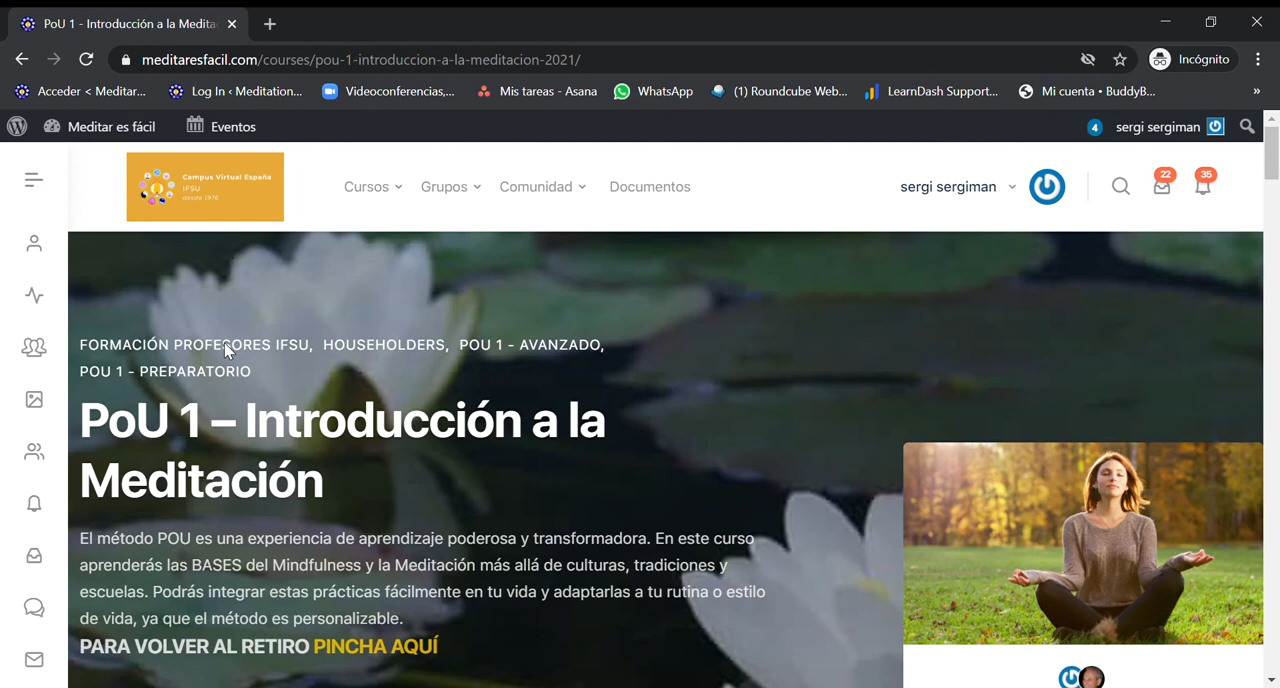 PoU 1 - Introducción a la Medita
meditaresfacil.com/courses/pou-1-introduccion-a-la-meditacion-2021/
Incógnito
Acceder < Meditar... Log In ‹ Meditation... Videoconferencias,... Mis tareas - Asana WhatsApp (1) Roundcube Web... LearnDash Support... Mi cuenta • BuddyB... »
Meditar es fácil Eventos 4 sergi sergiman
Campus Virtual España
IFSU
desde 1976
Cursos Grupos Comunidad Documentos sergi sergiman 22 35
FORMACIÓN PROFESORES IFSU, HOUSEHOLDERS, POU 1 - AVANZADO,
POU 1 - PREPARATORIO
PoU 1 – Introducción a la
Meditación
El método POU es una experiencia de aprendizaje poderosa y transformadora. En este curso
aprenderás las BASES del Mindfulness y la Meditación más allá de culturas, tradiciones y
escuelas. Podrás integrar estas prácticas fácilmente en tu vida y adaptarlas a tu rutina o estilo
de vida, ya que el método es personalizable.
PARA VOLVER AL RETIRO PINCHA AQUÍ